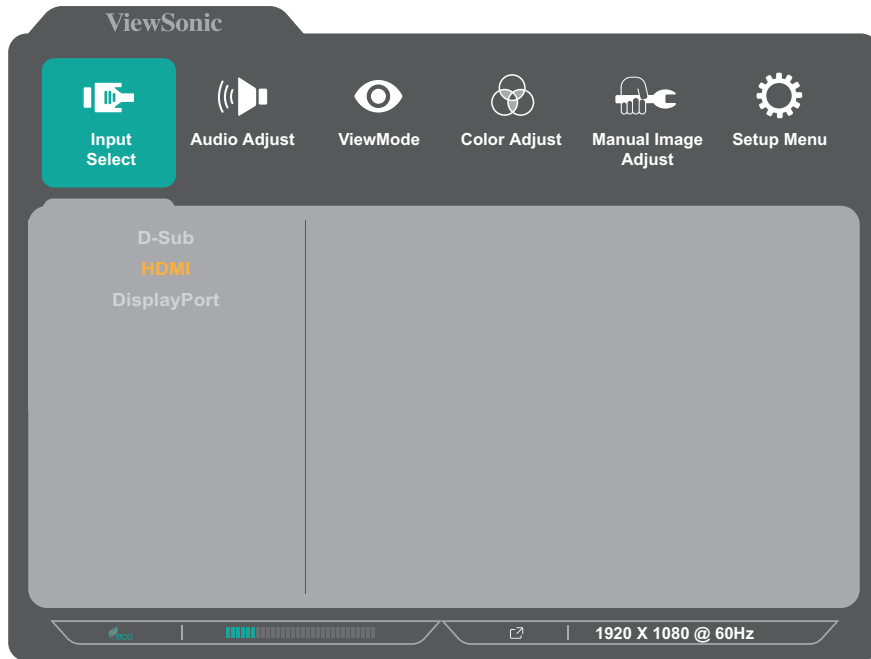 ViewSonic
Input
Select
Audio Adjust
ViewMode
Color Adjust
Manual Image
Adjust
Setup Menu
D-Sub
HDMI
DisplayPort
eco
1920 X 1080 @ 60Hz